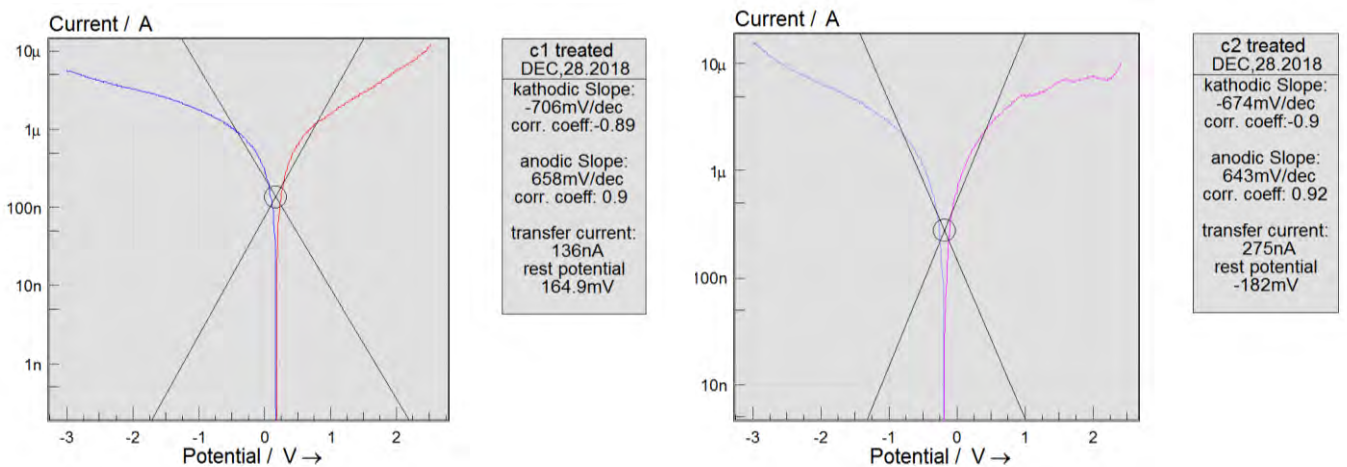 Current / A
10µ
1µ
100n
10n
1n
-3 -2 -1 0 1 2
Potential / V →
c1 treated
DEC,28.2018
kathodic Slope:
-706mV/dec
corr. coeff:-0.89
anodic Slope:
658mV/dec
corr. coeff: 0.9
transfer current:
136nA
rest potential
164.9mV
Current / A
10µ
1µ
100n
10n
-3 -2 -1 0 1 2
Potential / V →
c2 treated
DEC,28.2018
kathodic Slope:
-674mV/dec
corr. coeff:-0.9
anodic Slope:
643mV/dec
corr. coeff: 0.92
transfer current:
275nA
rest potential
-182mV